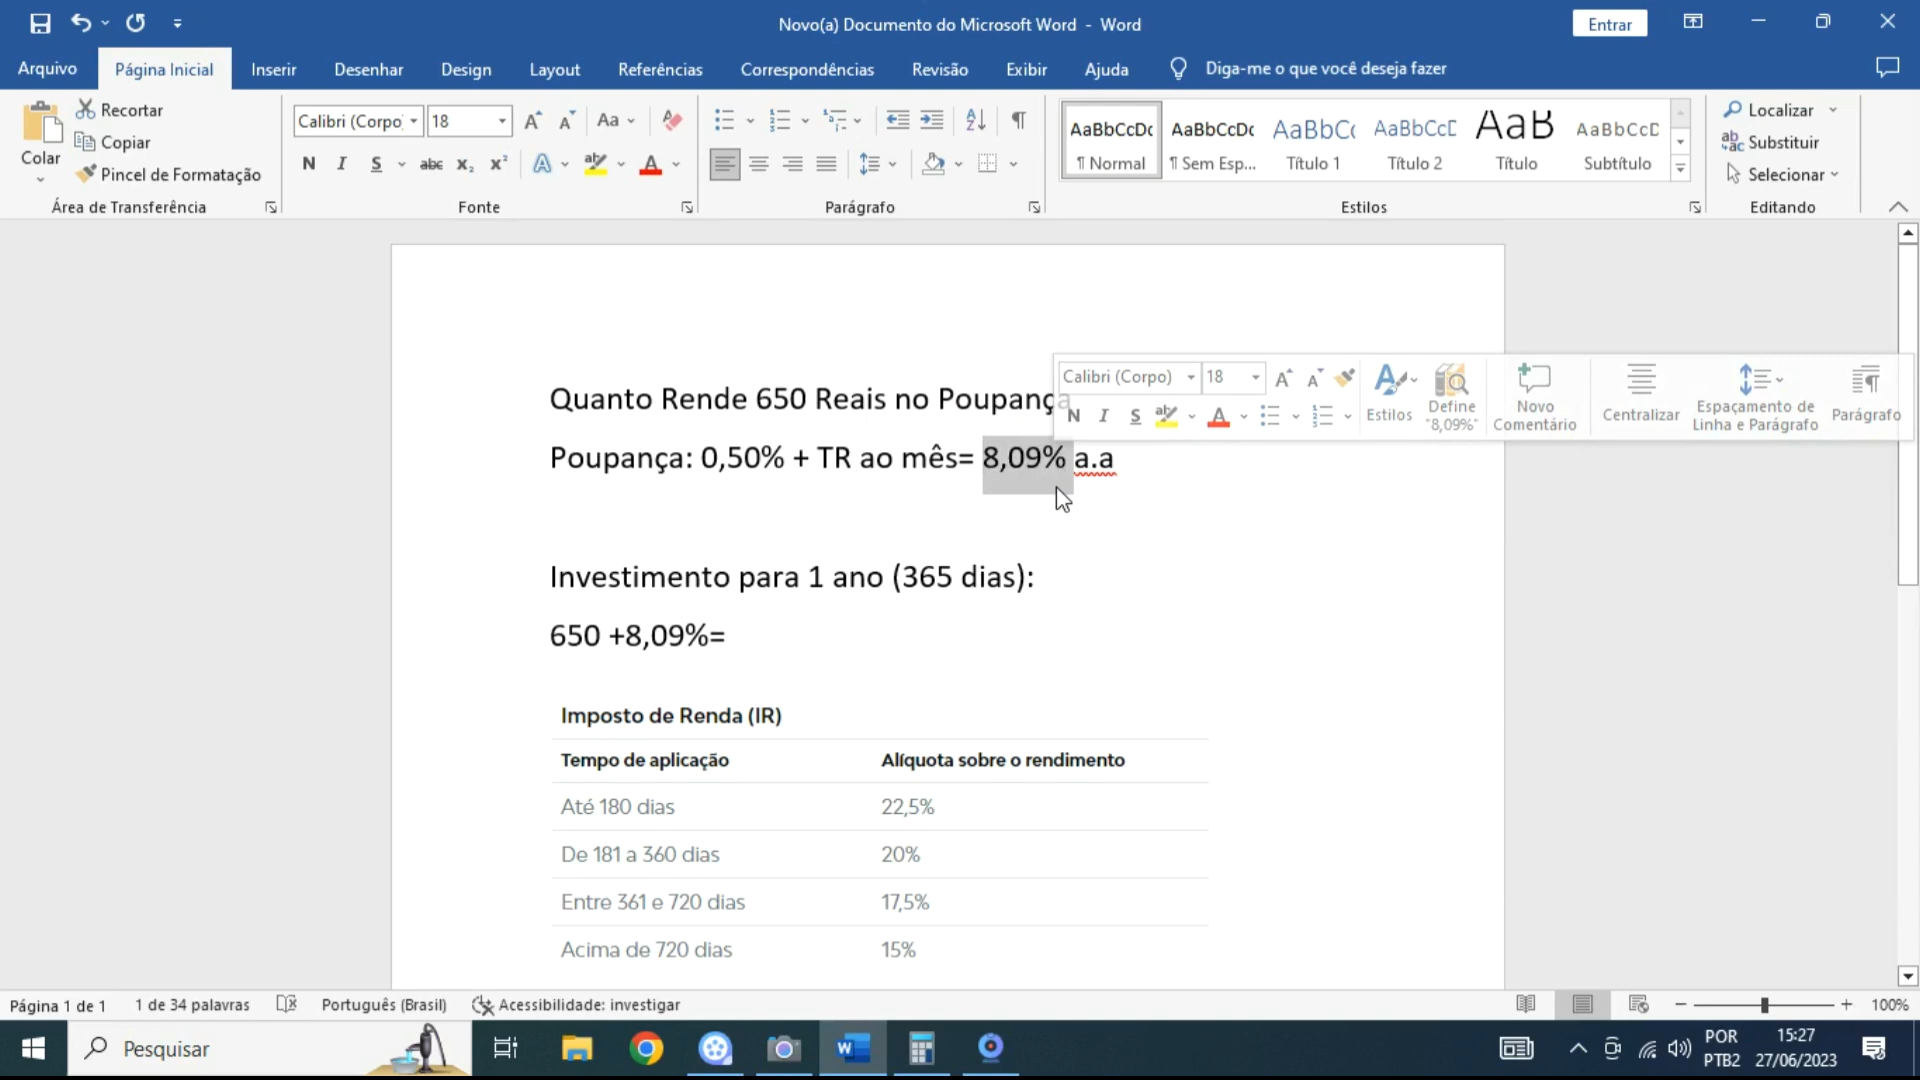 Novo(a) Documento do Microsoft Word - Word
Entrar
Arquivo Página Inicial Inserir Desenhar Design Layout Referências Correspondências Revisão Exibir Ajuda Diga-me o que você deseja fazer
Colar
Recortar
Copiar
Pincel de Formatação
Área de Transferência
Calibri (Corpo 18
Aa
N I S abc x₂ x² A A
Fonte
Parágrafo
AaBbCcDc AaBbCcDc AaBbC( AaBbCcE AaB AaBbCcE
¶ Normal ¶ Sem Esp... Título 1 Título 2 Título Subtítulo
Estilos
Localizar
Substituir
Selecionar
Editando
Calibri (Corpo) 18
N I S A
Estilos
Define "8,09%"
Novo Comentário
Centralizar
Espaçamento de Linha e Parágrafo
Parágrafo
Quanto Rende 650 Reais no Poupança
Poupança: 0,50% + TR ao mês= 8,09% a.a
Investimento para 1 ano (365 dias):
650 +8,09%=
Imposto de Renda (IR)
Tempo de aplicação Alíquota sobre o rendimento
Até 180 dias 22,5%
De 181 a 360 dias 20%
Entre 361 e 720 dias 17,5%
Acima de 720 dias 15%
Página 1 de 1 1 de 34 palavras Português (Brasil) Acessibilidade: investigar 100%
Pesquisar
POR
PTB2
15:27
27/06/2023